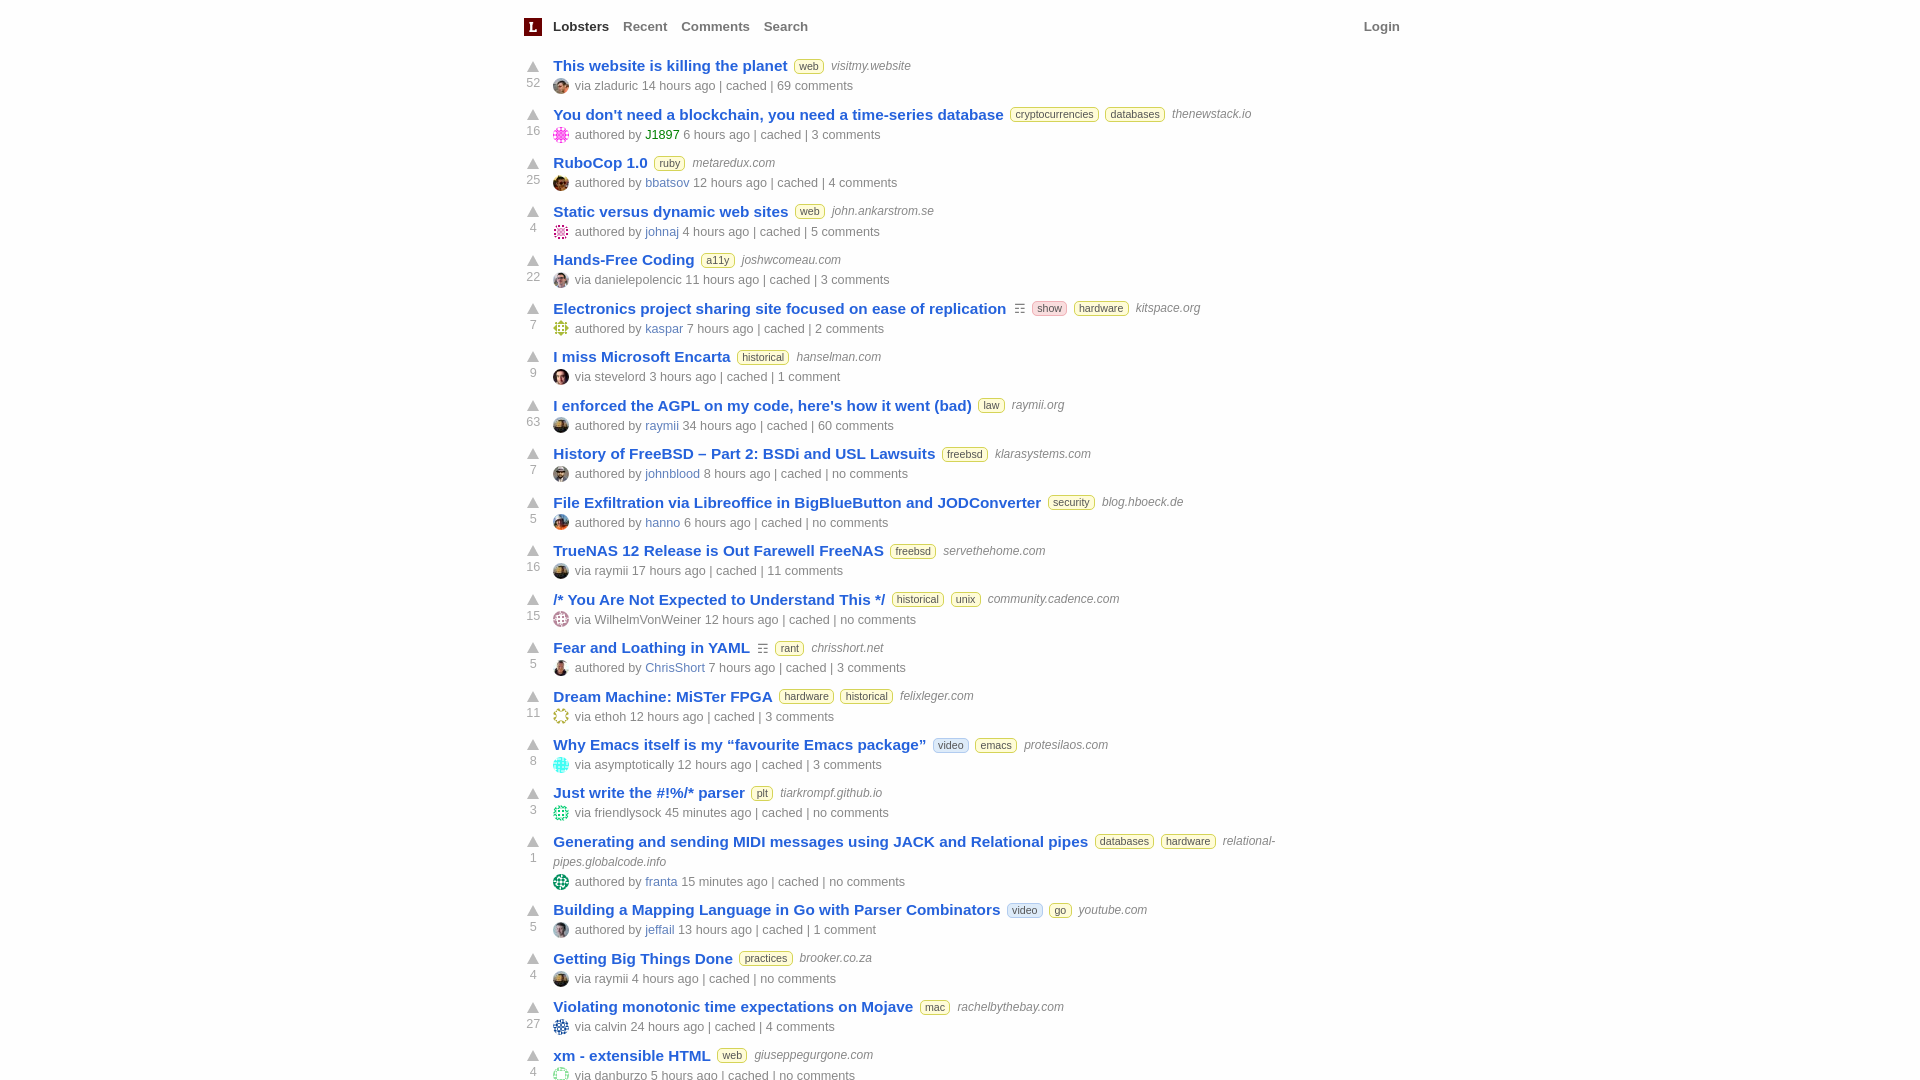 L Lobsters Recent Comments Search Login
This website is killing the planet web visitmy.website
52
via zladuric 14 hours ago | cached | 69 comments
You don't need a blockchain, you need a time-series database cryptocurrencies databases thenewstack.io
16
authored by J1897 6 hours ago | cached | 3 comments
RuboCop 1.0 ruby metaredux.com
25
authored by bbatsov 12 hours ago | cached | 4 comments
Static versus dynamic web sites web john.ankarstrom.se
4
authored by johnaj 4 hours ago | cached | 5 comments
Hands-Free Coding a11y joshwcomeau.com
22
via danielepolencic 11 hours ago | cached | 3 comments
Electronics project sharing site focused on ease of replication ☶ show hardware kitspace.org
7
authored by kaspar 7 hours ago | cached | 2 comments
I miss Microsoft Encarta historical hanselman.com
9
via stevelord 3 hours ago | cached | 1 comment
I enforced the AGPL on my code, here's how it went (bad) law raymii.org
63
authored by raymii 34 hours ago | cached | 60 comments
History of FreeBSD – Part 2: BSDi and USL Lawsuits freebsd klarasystems.com
7
authored by johnblood 8 hours ago | cached | no comments
File Exfiltration via Libreoffice in BigBlueButton and JODConverter security blog.hboeck.de
5
authored by hanno 6 hours ago | cached | no comments
TrueNAS 12 Release is Out Farewell FreeNAS freebsd servethehome.com
16
via raymii 17 hours ago | cached | 11 comments
/* You Are Not Expected to Understand This */ historical unix community.cadence.com
15
via WilhelmVonWeiner 12 hours ago | cached | no comments
Fear and Loathing in YAML ☶ rant chrisshort.net
5
authored by ChrisShort 7 hours ago | cached | 3 comments
Dream Machine: MiSTer FPGA hardware historical felixleger.com
11
via ethoh 12 hours ago | cached | 3 comments
Why Emacs itself is my “favourite Emacs package” video emacs protesilaos.com
8
via asymptotically 12 hours ago | cached | 3 comments
Just write the #!%/* parser plt tiarkrompf.github.io
3
via friendlysock 45 minutes ago | cached | no comments
Generating and sending MIDI messages using JACK and Relational pipes databases hardware relational-
1
pipes.globalcode.info
authored by franta 15 minutes ago | cached | no comments
Building a Mapping Language in Go with Parser Combinators video go youtube.com
5
authored by jeffail 13 hours ago | cached | 1 comment
Getting Big Things Done practices brooker.co.za
4
via raymii 4 hours ago | cached | no comments
Violating monotonic time expectations on Mojave mac rachelbythebay.com
27
via calvin 24 hours ago | cached | 4 comments
xm - extensible HTML web giuseppegurgone.com
4
via danburzo 5 hours ago | cached | no comments